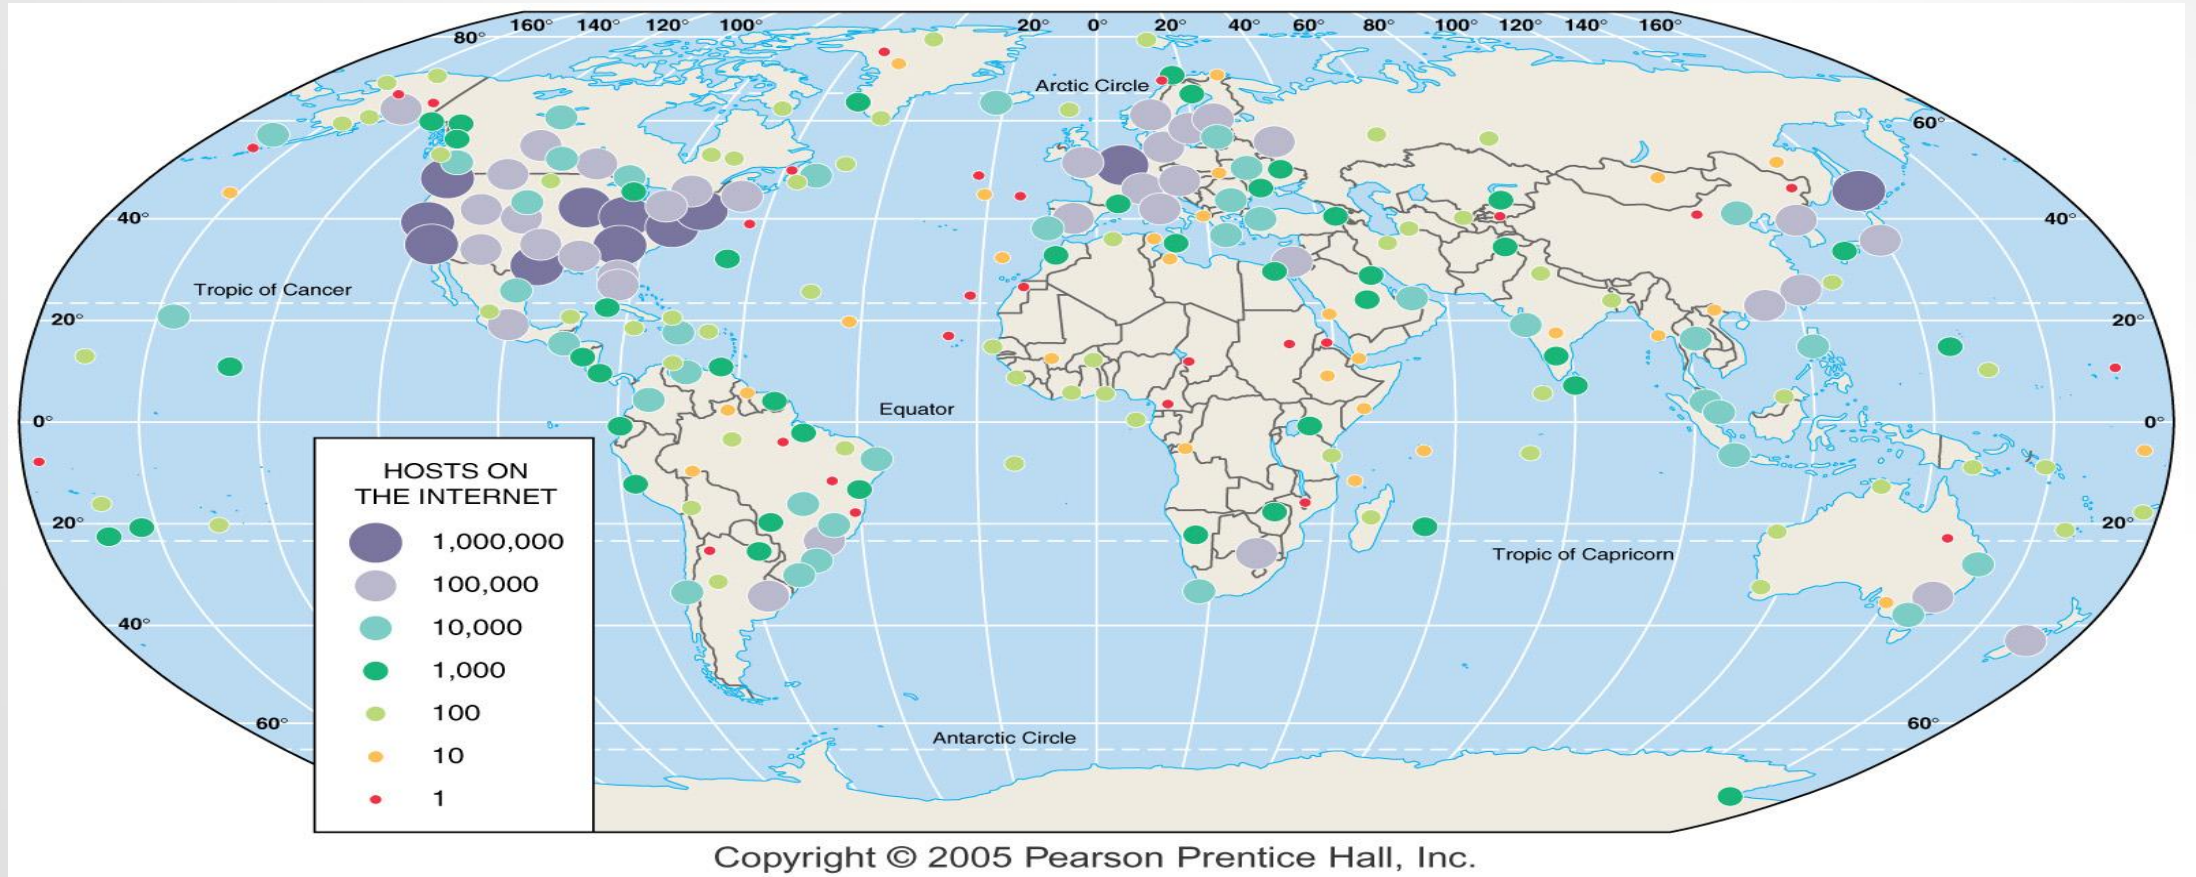 160° 140° 120° 100° 20° 0° 20° 40° 60° 80° 100° 120° 140° 160°
80°
Arctic Circle
60°
40° 40°
Tropic of Cancer
20° 20°
Equator
0° 0°
HOSTS ON
THE INTERNET
1,000,000
100,000
10,000
1,000
100
10
1
20° 20°
Tropic of Capricorn
40°
60° 60°
Antarctic Circle
Copyright © 2005 Pearson Prentice Hall, Inc.